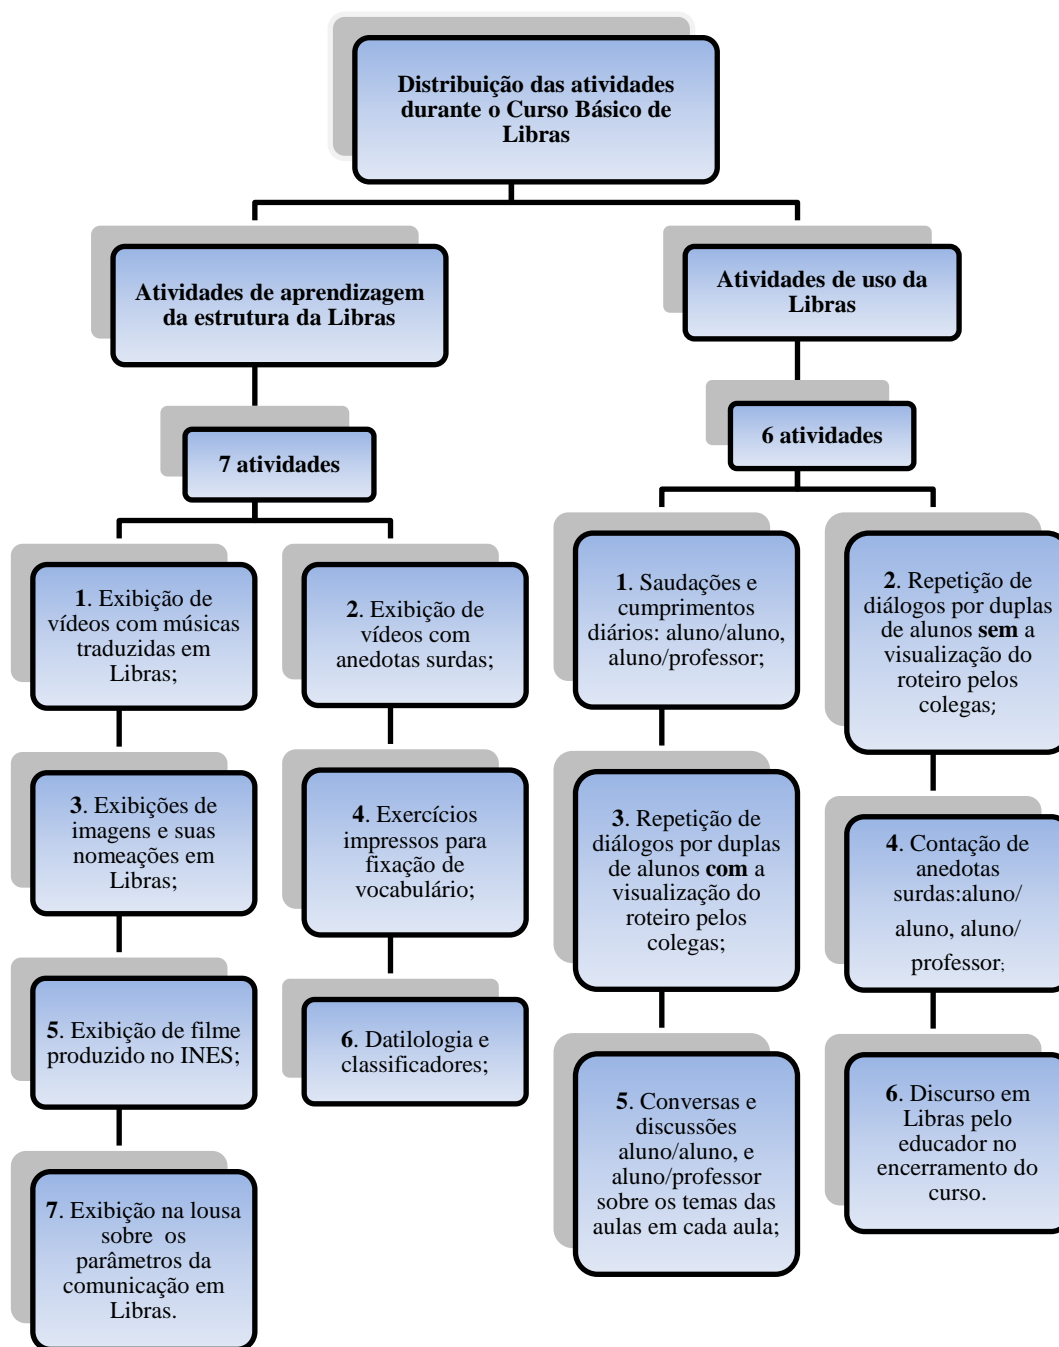 Distribuição das atividades
durante o Curso Básico de
Libras
Atividades de aprendizagem
da estrutura da Libras
Atividades de uso da
Libras
7 atividades
6 atividades
1. Exibição de
vídeos com músicas
traduzidas em
Libras;
2. Exibição de
vídeos com
anedotas surdas;
3. Exibições de
imagens e suas
nomeações em
Libras;
4. Exercícios
impressos para
fixação de
vocabulário;
5. Exibição de filme
produzido no INES;
6. Datilologia e
classificadores;
7. Exibição na lousa
sobre os
parâmetros da
comunicação em
Libras.
1. Saudações e
cumprimentos
diários: aluno/aluno,
aluno/professor;
2. Repetição de
diálogos por duplas
de alunos sem a
visualização do
roteiro pelos
colegas;
3. Repetição de
diálogos por duplas
de alunos com a
visualização do
roteiro pelos
colegas;
4. Contação de
anedotas
surdas:aluno/
aluno, aluno/
professor;
5. Conversas e
discussões
aluno/aluno, e
aluno/professor
sobre os temas das
aulas em cada aula;
6. Discurso em
Libras pelo
educador no
encerramento do
curso.